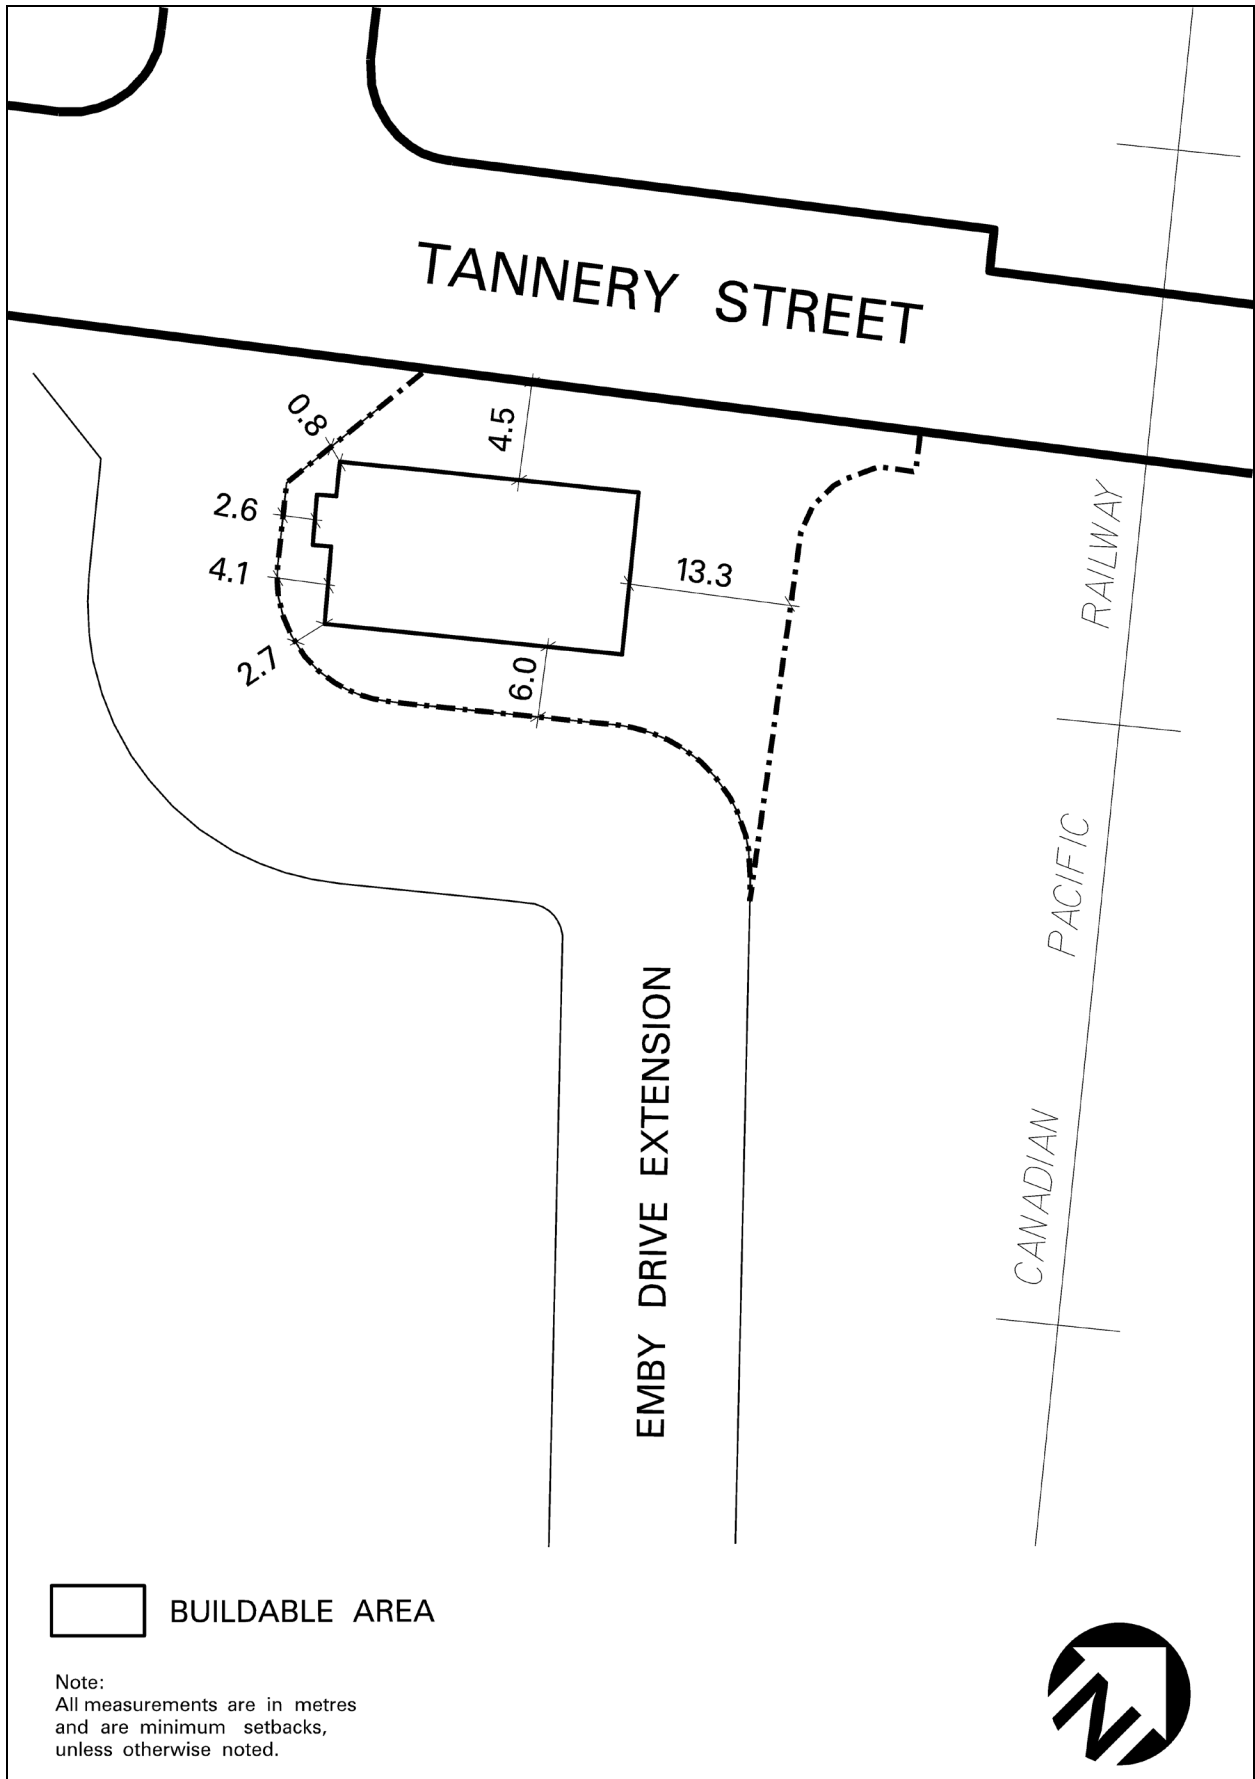 TANNERY STREET
0.8
4.5
2.6
4.1
13.3
2.7
6.0
CANADIAN PACIFIC RAILWAY
EMBY DRIVE EXTENSION
BUILDABLE AREA
Note:
All measurements are in metres
and are minimum setbacks,
unless otherwise noted.
N